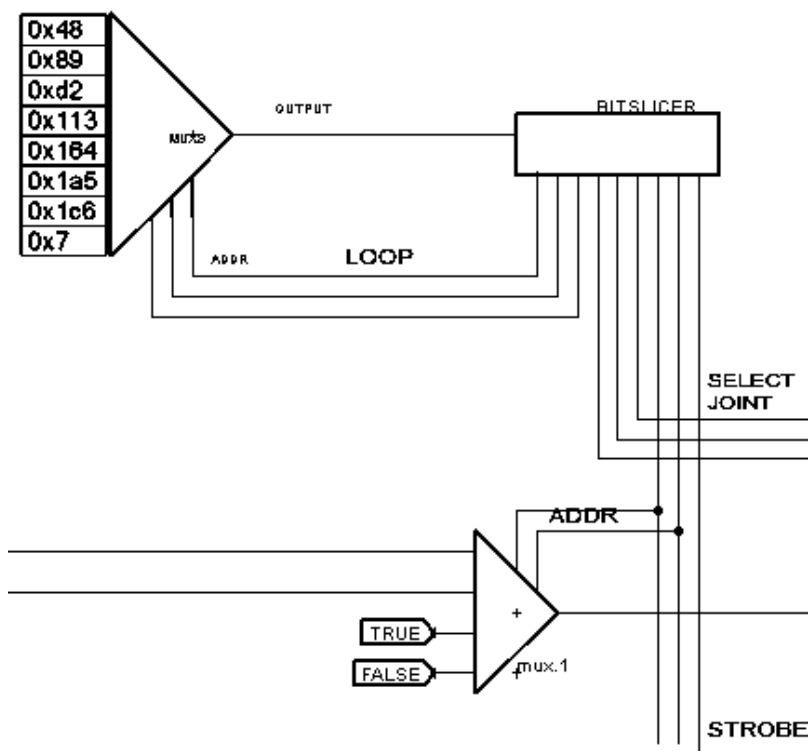 0x48
0x89
0xd2
0x113
0x164
0x1a5
0x1c6
0x7
OUTPUT
BITSLICER
ADDR
LOOP
SELECT
JOINT
ADDR
TRUE
FALSE
mux.1
STROBE